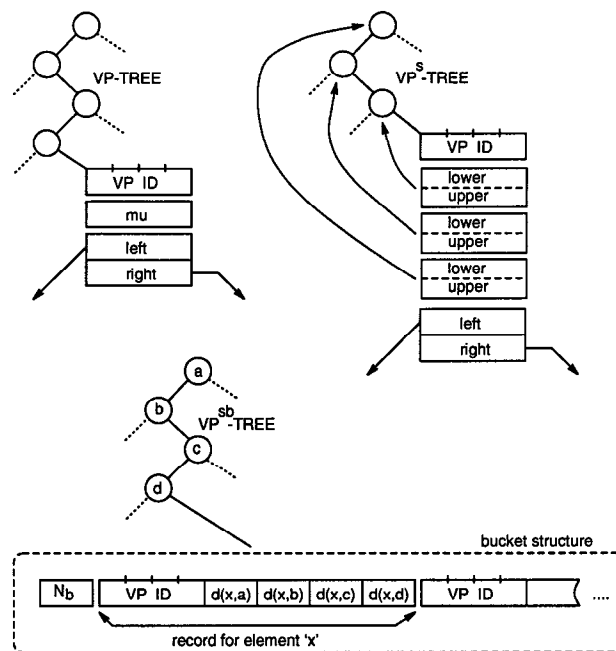 VP-TREE
VP ID
mu
left
right
VPˢ-TREE
VP ID
lower
upper
lower
upper
lower
upper
left
right
a
b
VPˢᵇ-TREE
c
d
bucket structure
N_b VP ID d(x,a) d(x,b) d(x,c) d(x,d) VP ID ....
record for element 'x'